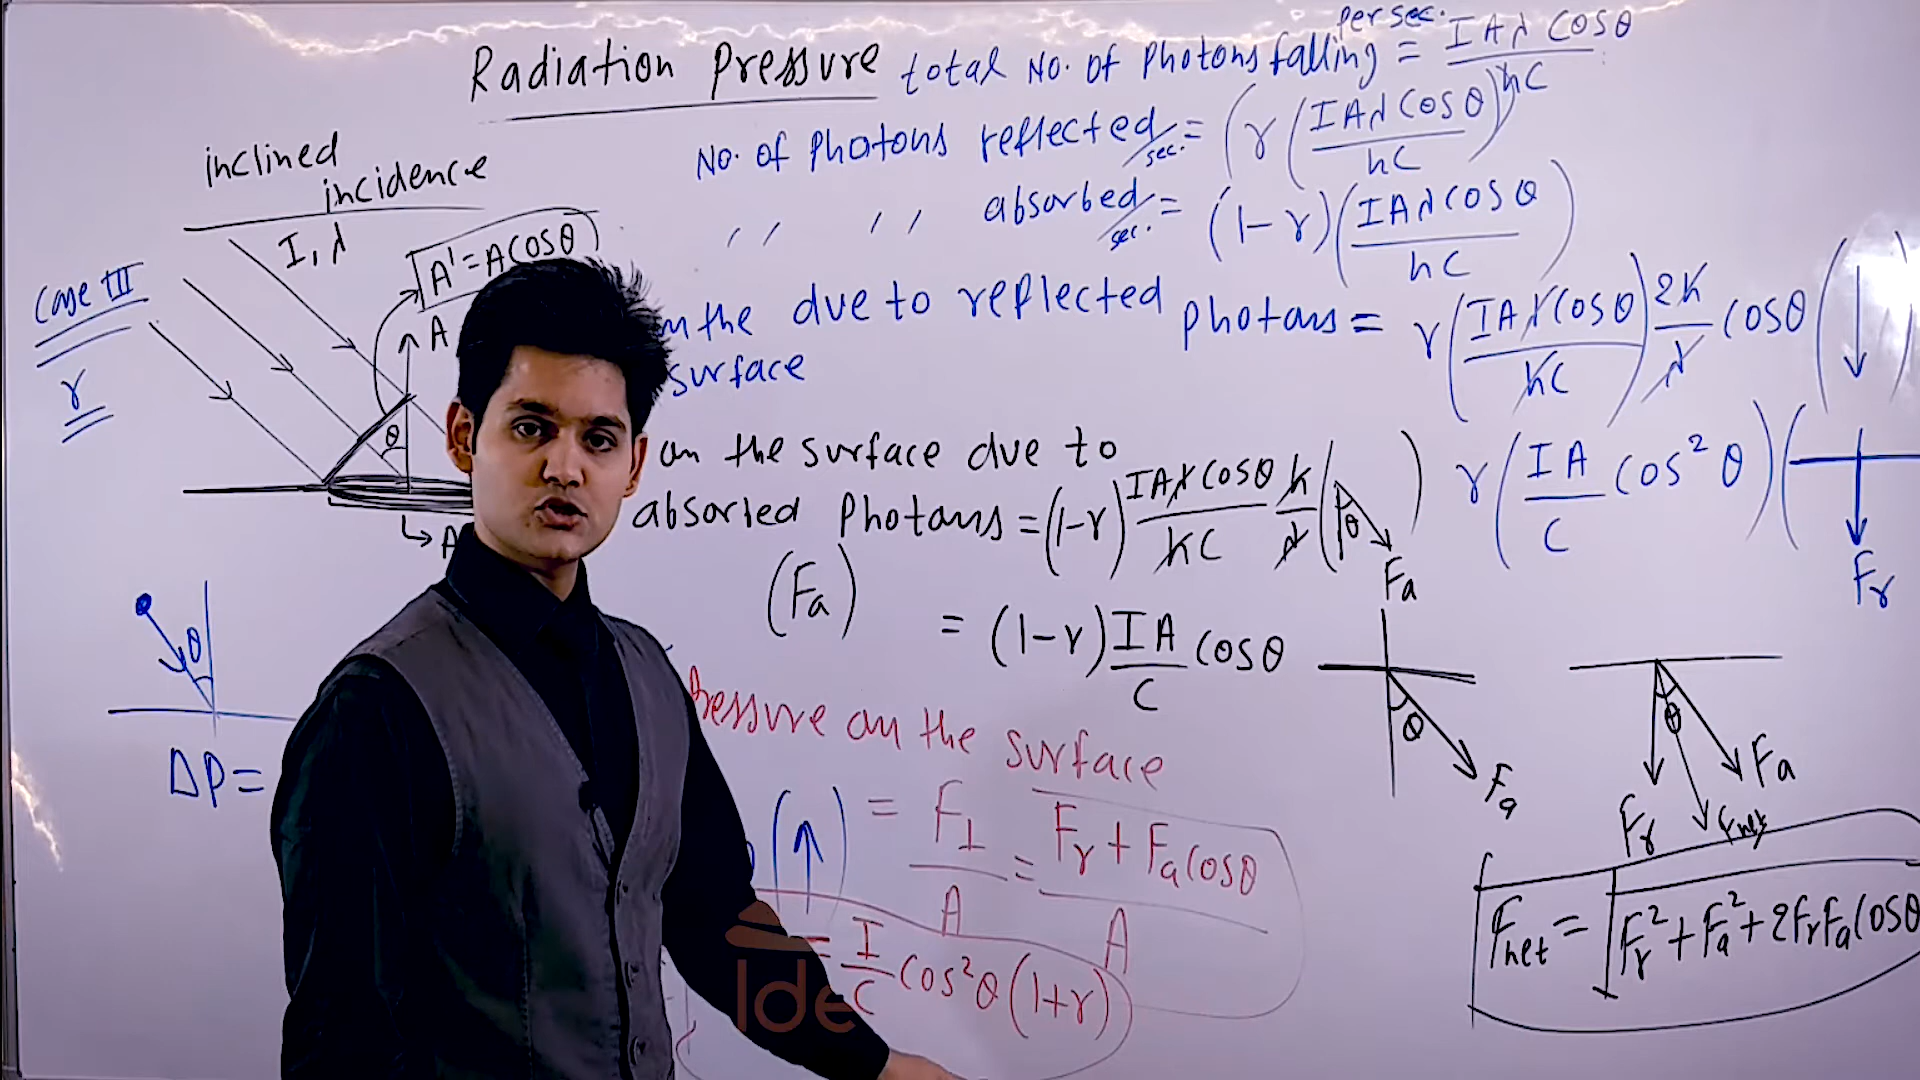 Radiation Pressure
total No. of Photons falling per sec. = IAλ cosθ / hc
inclined
incidence
No. of Photons reflected/sec. = (r (IAλ cosθ / hc))
I, λ
,, ,, absorbed/sec. = (1-r) (IAλ cosθ / hc)
A' = A cosθ
Case III
r
A
θ
on the due to reflected photons = r (IAλ cosθ / hc) 2h/λ cosθ (↓)
surface
on the surface due to
absorbed Photons = (1-r) IAλ cosθ / hc h/λ (θ Fa)
r (IA/c cos²θ) (Fr)
(Fa)
= (1-r) IA/c cosθ
θ Fa
θ
ΔP =
Pressure on the surface
(↑) = F⊥/A = Fr + Fa cosθ / A
= I/c cos²θ (1+r)
θ
Fr Fnet Fa
Fnet = √Fr² + Fa² + 2FrFa cosθ
Ide